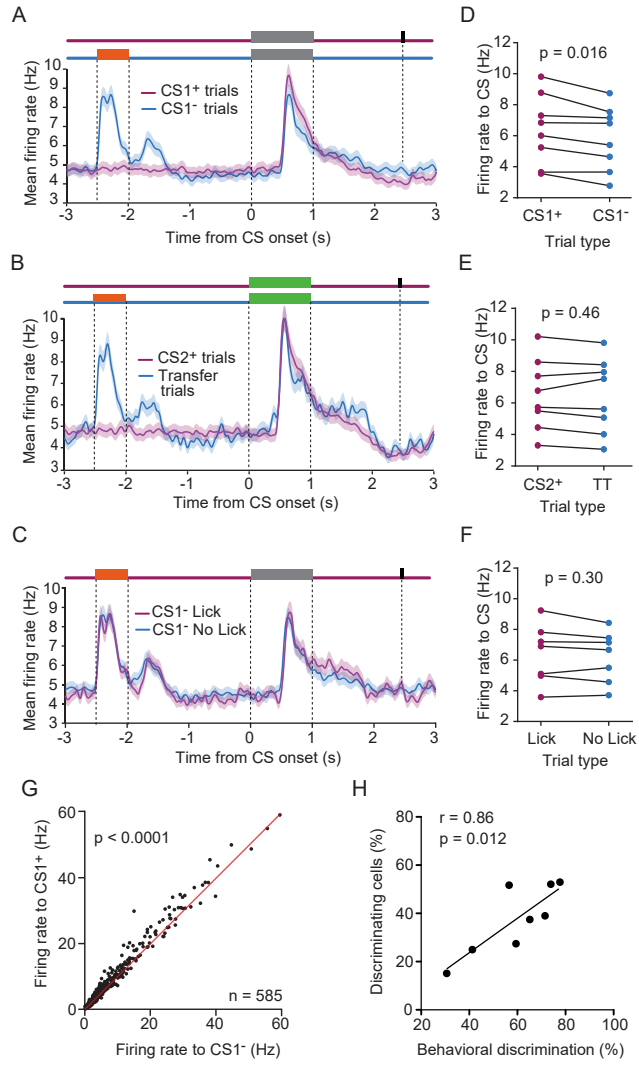 A
Mean firing rate (Hz)
10
9
8
7
6
5
4
3
CS1+ trials
CS1- trials
-3 -2 -1 0 1 2 3
Time from CS onset (s)
D
Firing rate to CS (Hz)
12
10
8
6
4
2
p = 0.016
CS1+ CS1-
Trial type
B
Mean firing rate (Hz)
10
9
8
7
6
5
4
3
CS2+ trials
Transfer
trials
-3 -2 -1 0 1 2 3
Time from CS onset (s)
E
Firing rate to CS (Hz)
12
10
8
6
4
2
p = 0.46
CS2+ TT
Trial type
C
Mean firing rate (Hz)
10
9
8
7
6
5
4
3
CS1- Lick
CS1- No Lick
-3 -2 -1 0 1 2 3
Time from CS onset (s)
F
Firing rate to CS (Hz)
12
10
8
6
4
2
p = 0.30
Lick No Lick
Trial type
G
Firing rate to CS1+ (Hz)
60
40
20
0
p < 0.0001
n = 585
0 20 40 60
Firing rate to CS1- (Hz)
H
Discriminating cells (%)
80
60
40
20
0
r = 0.86
p = 0.012
20 40 60 80 100
Behavioral discrimination (%)